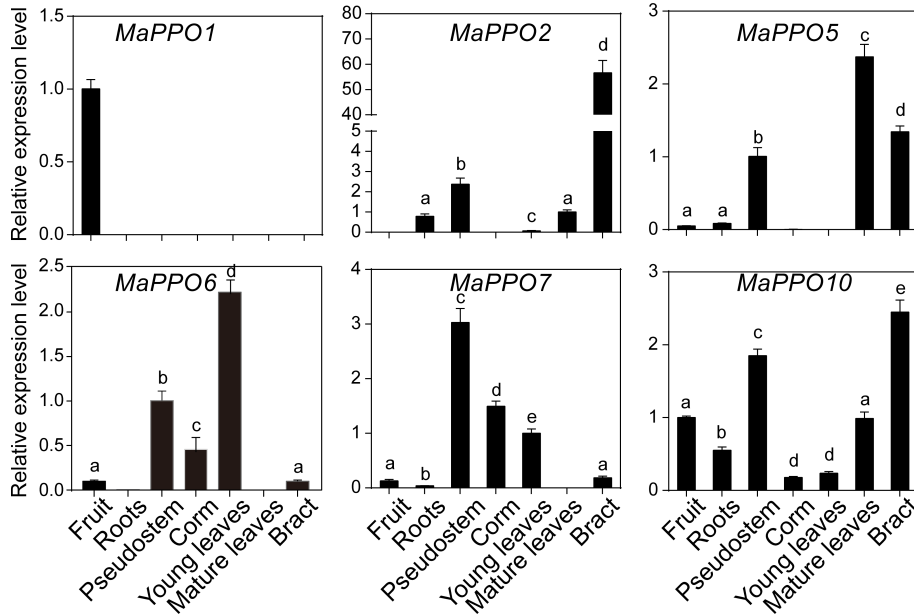 MaPPO1
Relative expression level
1.5
1.0
0.5
0.0
MaPPO2
80
70
60
50
40
5
4
3
2
1
0
a
b
c
a
d
MaPPO5
3
2
1
0
a
a
b
c
d
MaPPO6
Relative expression level
2.5
2.0
1.5
1.0
0.5
0.0
a
b
c
d
a
Fruit
Roots
Pseudostem
Corm
Young leaves
Mature leaves
Bract
MaPPO7
4
3
2
1
0
a
b
c
d
e
a
Fruit
Roots
Pseudostem
Corm
Young leaves
Mature leaves
Bract
MaPPO10
3
2
1
0
a
b
c
d
d
a
e
Fruit
Roots
Pseudostem
Corm
Young leaves
Mature leaves
Bract